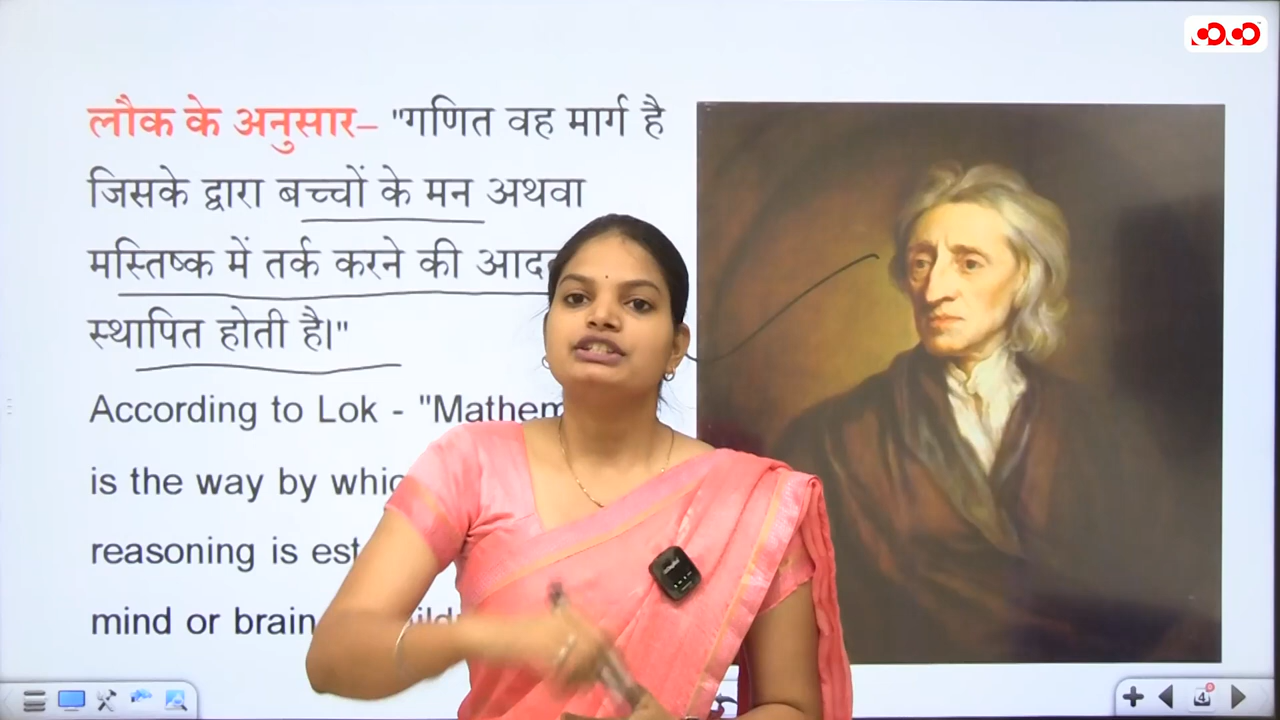 लौक के अनुसार– "गणित वह मार्ग है
जिसके द्वारा बच्चों के मन अथवा
मस्तिष्क में तर्क करने की
स्थापित होती है।"
According to Lok - "Mathem
is the way by whic
reasoning is est
mind or brain
4